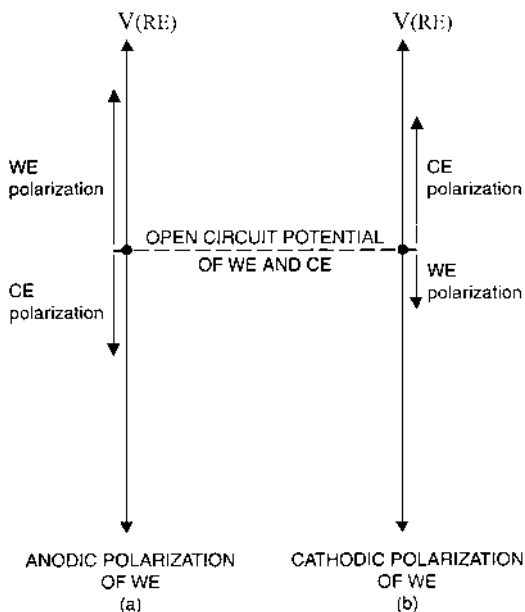 V(RE)
V(RE)
WE
polarization
CE
polarization
OPEN CIRCUIT POTENTIAL
OF WE AND CE
CE
polarization
WE
polarization
ANODIC POLARIZATION
OF WE
(a)
CATHODIC POLARIZATION
OF WE
(b)